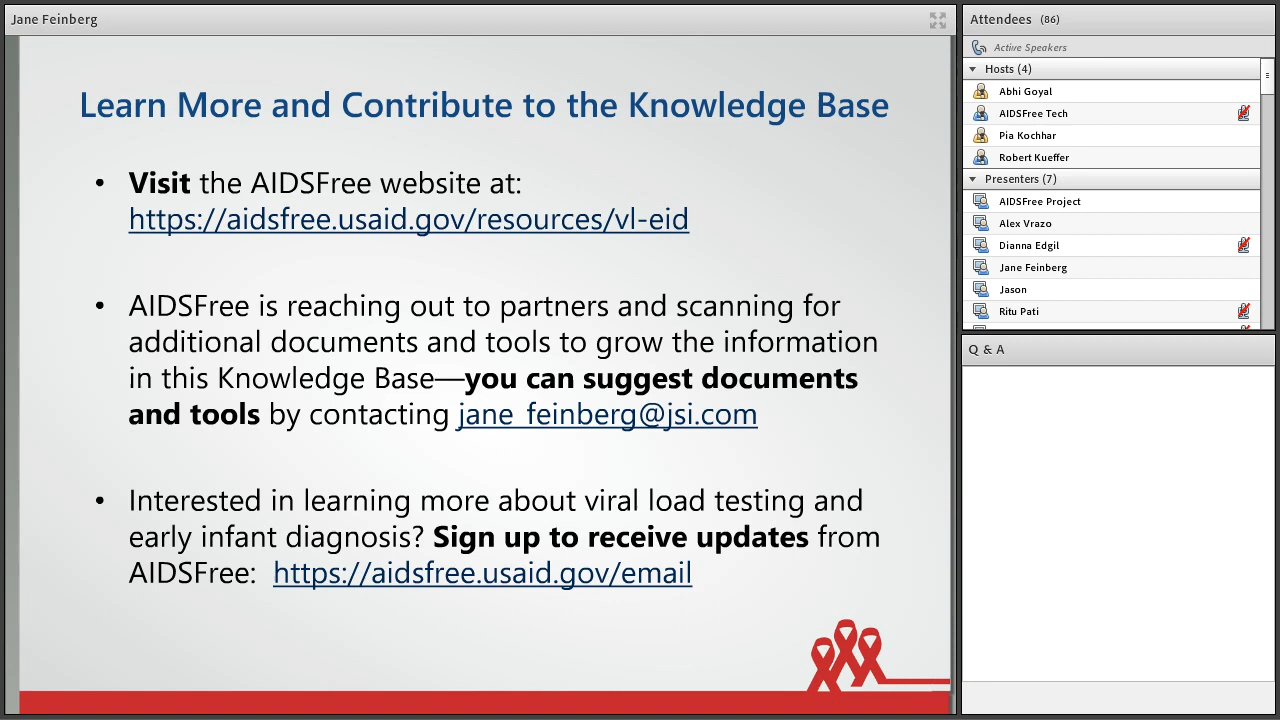 Jane Feinberg
Learn More and Contribute to the Knowledge Base
• Visit the AIDSFree website at:
https://aidsfree.usaid.gov/resources/vl-eid
• AIDSFree is reaching out to partners and scanning for
additional documents and tools to grow the information
in this Knowledge Base—you can suggest documents
and tools by contacting jane_feinberg@jsi.com
• Interested in learning more about viral load testing and
early infant diagnosis? Sign up to receive updates from
AIDSFree: https://aidsfree.usaid.gov/email
Attendees (86)
Active Speakers
Hosts (4)
Abhi Goyal
AIDSFree Tech
Pia Kochhar
Robert Kueffer
Presenters (7)
AIDSFree Project
Alex Vrazo
Dianna Edgil
Jane Feinberg
Jason
Ritu Pati
Q & A